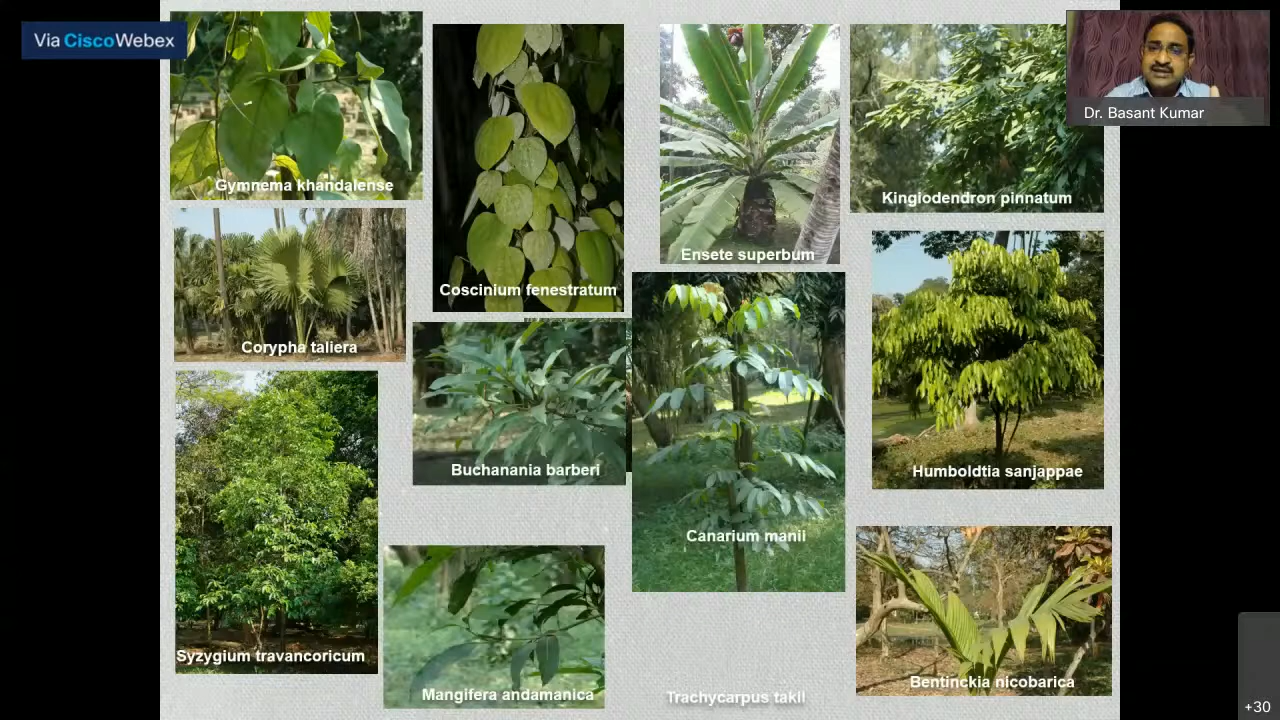 Via CiscoWebex
Dr. Basant Kumar
Gymnema khandalense
Coscinium fenestratum
Ensete superbum
Kingiodendron pinnatum
Corypha taliera
Buchanania barberi
Canarium manii
Humboldtia sanjappae
Syzygium travancoricum
Mangifera andamanica
Trachycarpus takil
Bentinckia nicobarica
+30